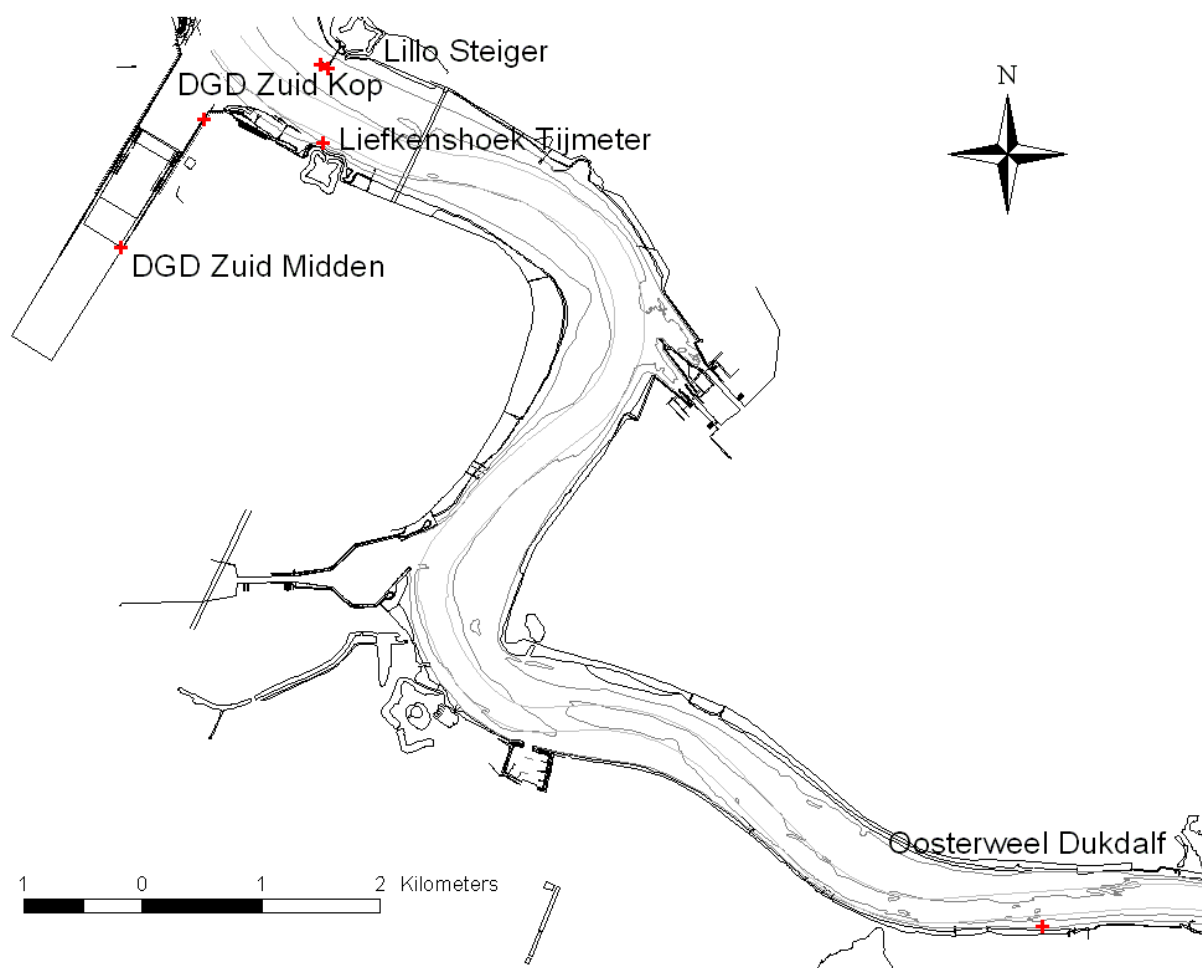 Lillo Steiger
N
DGD Zuid Kop
Liefkenshoek Tijmeter
DGD Zuid Midden
Oosterweel Dukdalf
1 0 1 2 Kilometers